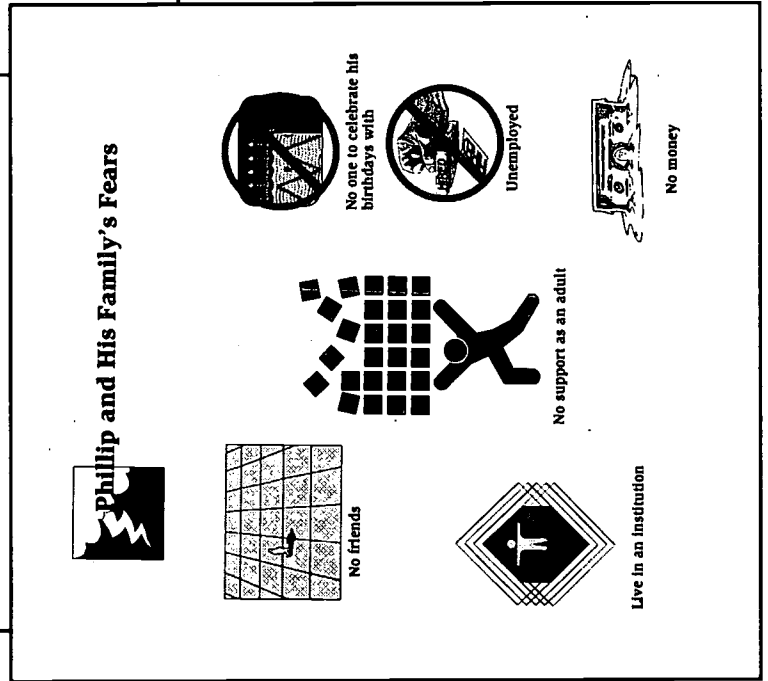 Phillip and His Family's Fears
No friends
No one to celebrate his
birthdays with
No support as an adult
Unemployed
Live in an institution
No money